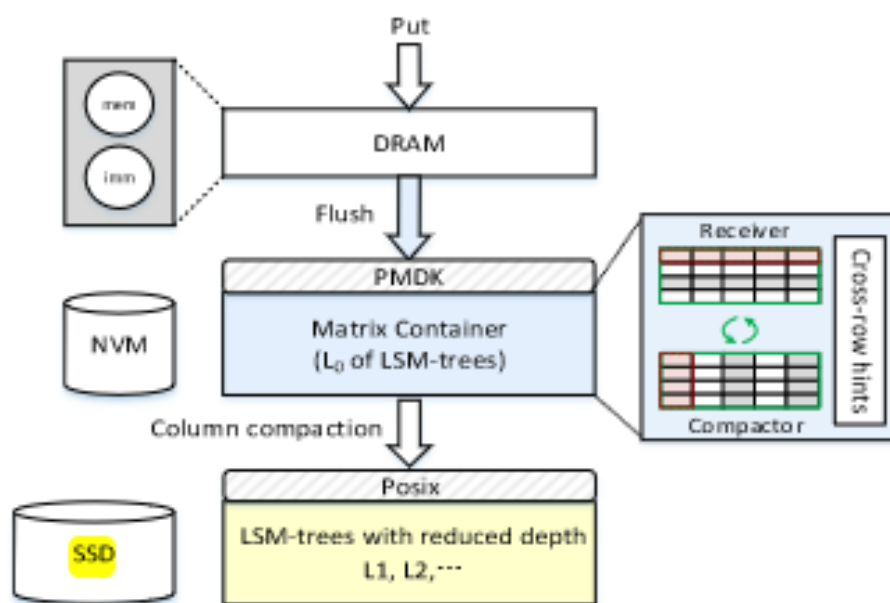 Put
mem
imm
DRAM
Flush
PMDK
NVM
Matrix Container
(L0 of LSM-trees)
Receiver
Compactor
Cross-row hints
Column compaction
Posix
SSD
LSM-trees with reduced depth
L1, L2,···